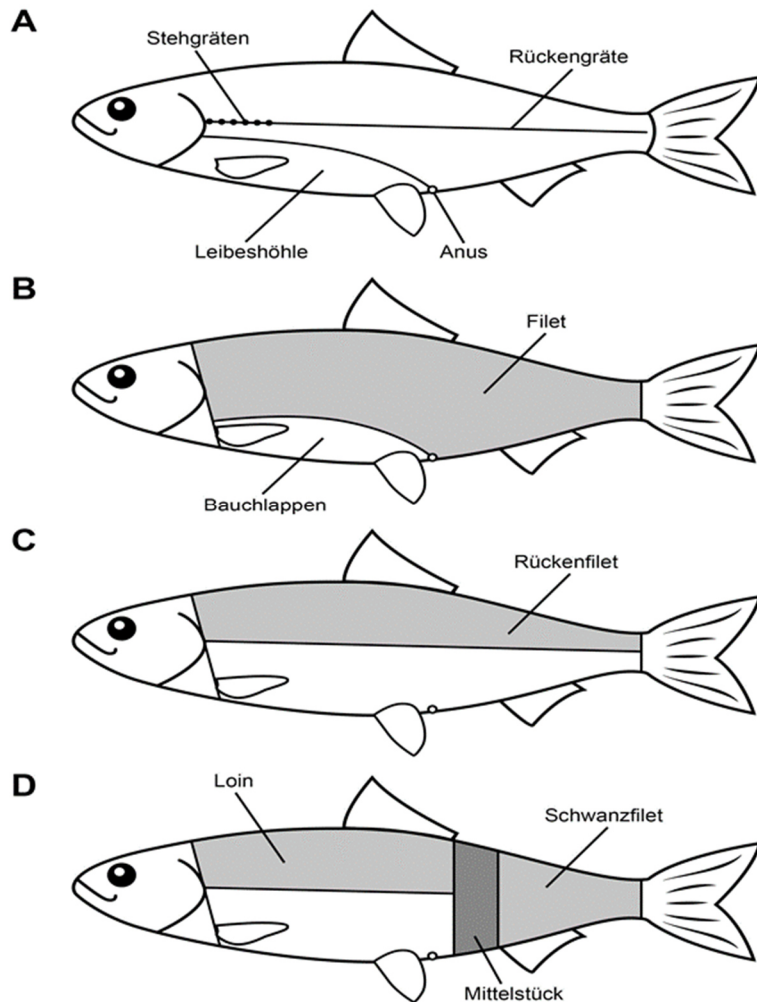 A
Stehgräten
Rückengräte
Leibeshöhle
Anus
B
Filet
Bauchlappen
C
Rückenfilet
D
Loin
Schwanzfilet
Mittelstück